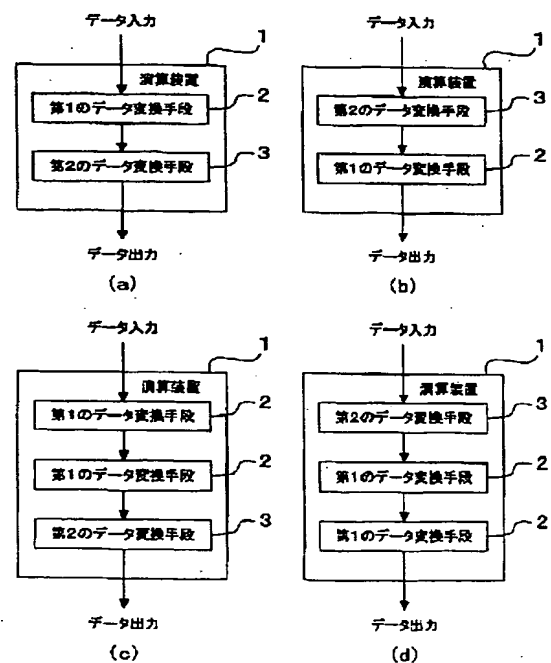 データ入力
1
演算装置
第1のデータ変換手段
2
第2のデータ変換手段
3
データ出力
(a)
データ入力
1
演算装置
第2のデータ変換手段
3
第1のデータ変換手段
2
データ出力
(b)
データ入力
1
演算装置
第1のデータ変換手段
2
第1のデータ変換手段
2
第2のデータ変換手段
3
データ出力
(c)
データ入力
1
演算装置
第2のデータ変換手段
3
第1のデータ変換手段
2
第1のデータ変換手段
2
データ出力
(d)